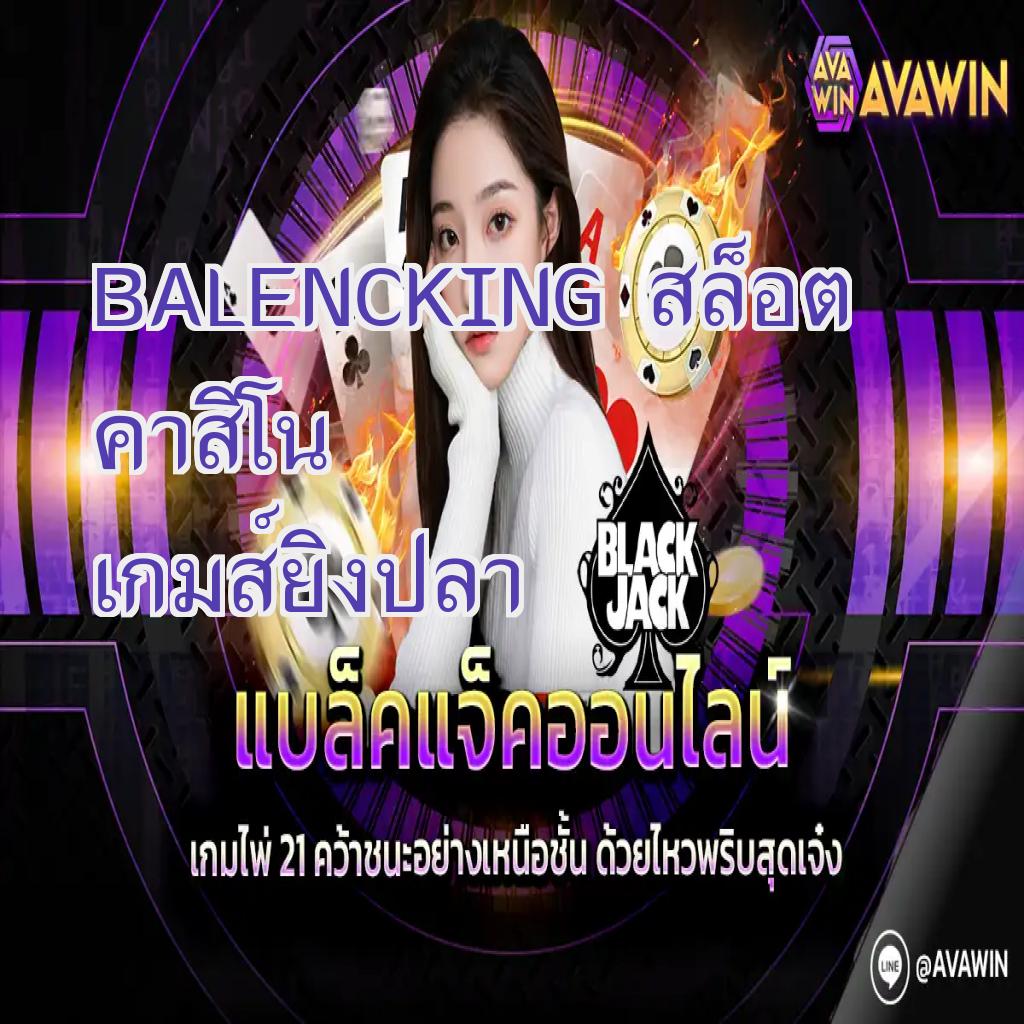 AVA
WIN
AVAWIN
A
BALENCKING สล็อต
คาสีโน
เกมส์ยิงปลา
BLACK
JACK
แบล็คแจ็คออนไลน์
เกมไพ่ 21 คว้าชนะอย่างเหนือชั้น ด้วยไหวพริบสุดเจ๋ง
LINE
@AVAWIN